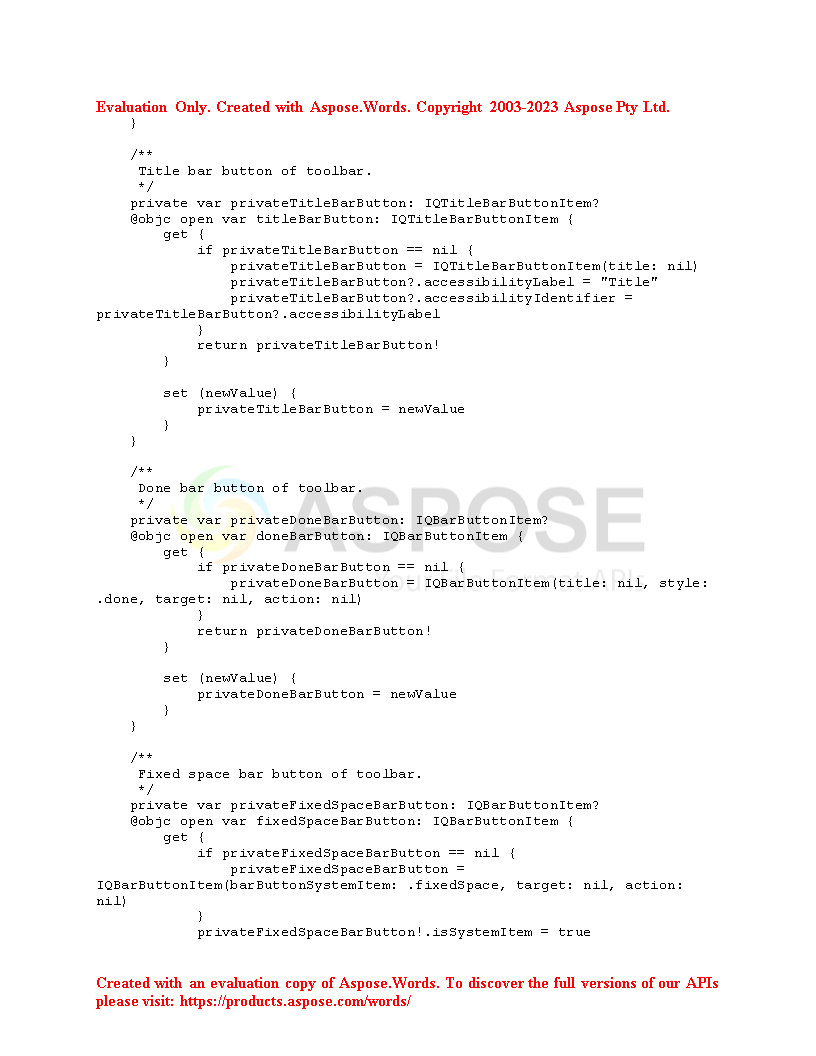 Evaluation Only. Created with Aspose.Words. Copyright 2003-2023 Aspose Pty Ltd.
    }

    /**
     Title bar button of toolbar.
     */
    private var privateTitleBarButton: IQTitleBarButtonItem?
    @objc open var titleBarButton: IQTitleBarButtonItem {
        get {
            if privateTitleBarButton == nil {
                privateTitleBarButton = IQTitleBarButtonItem(title: nil)
                privateTitleBarButton?.accessibilityLabel = "Title"
                privateTitleBarButton?.accessibilityIdentifier =
privateTitleBarButton?.accessibilityLabel
            }
            return privateTitleBarButton!
        }

        set (newValue) {
            privateTitleBarButton = newValue
        }
    }

    /**
     Done bar button of toolbar.
     */
    private var privateDoneBarButton: IQBarButtonItem?
    @objc open var doneBarButton: IQBarButtonItem {
        get {
            if privateDoneBarButton == nil {
                privateDoneBarButton = IQBarButtonItem(title: nil, style:
.done, target: nil, action: nil)
            }
            return privateDoneBarButton!
        }

        set (newValue) {
            privateDoneBarButton = newValue
        }
    }

    /**
     Fixed space bar button of toolbar.
     */
    private var privateFixedSpaceBarButton: IQBarButtonItem?
    @objc open var fixedSpaceBarButton: IQBarButtonItem {
        get {
            if privateFixedSpaceBarButton == nil {
                privateFixedSpaceBarButton =
IQBarButtonItem(barButtonSystemItem: .fixedSpace, target: nil, action:
nil)
            }
            privateFixedSpaceBarButton!.isSystemItem = true
ASPOSE
Created with an evaluation copy of Aspose.Words. To discover the full versions of our APIs
please visit: https://products.aspose.com/words/